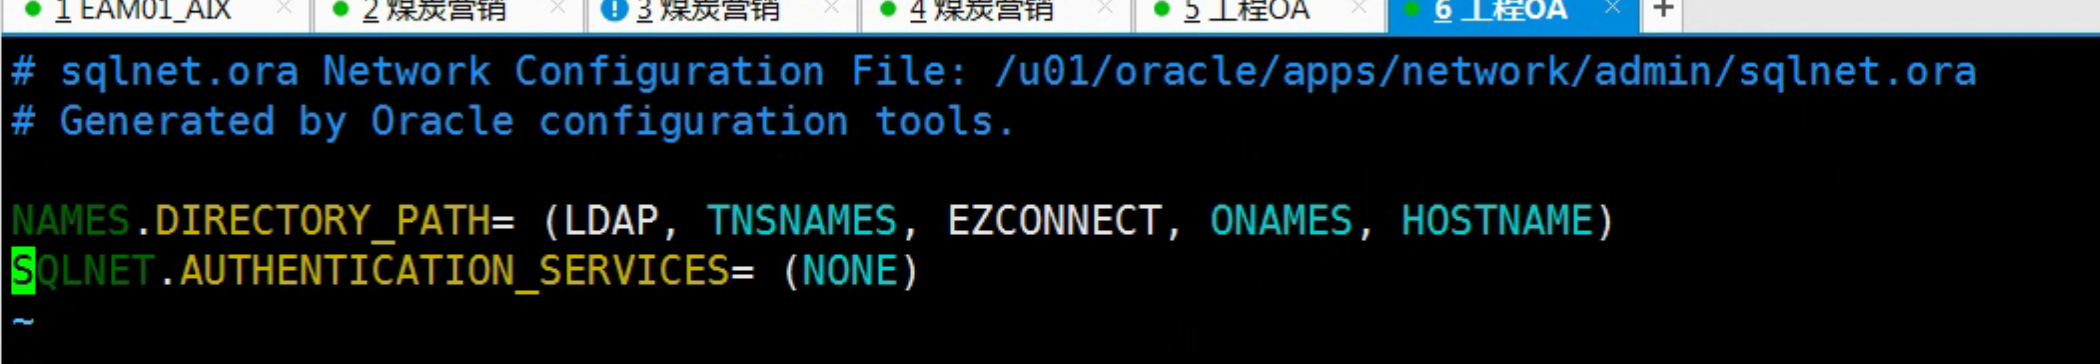 1 EAM01_AIX × 2 煤炭营销 × 3 煤炭营销 × 4 煤炭营销 × 5 工程OA × 6 工程OA × +
# sqlnet.ora Network Configuration File: /u01/oracle/apps/network/admin/sqlnet.ora
# Generated by Oracle configuration tools.
NAMES.DIRECTORY_PATH= (LDAP, TNSNAMES, EZCONNECT, ONAMES, HOSTNAME)
SQLNET.AUTHENTICATION_SERVICES= (NONE)
~